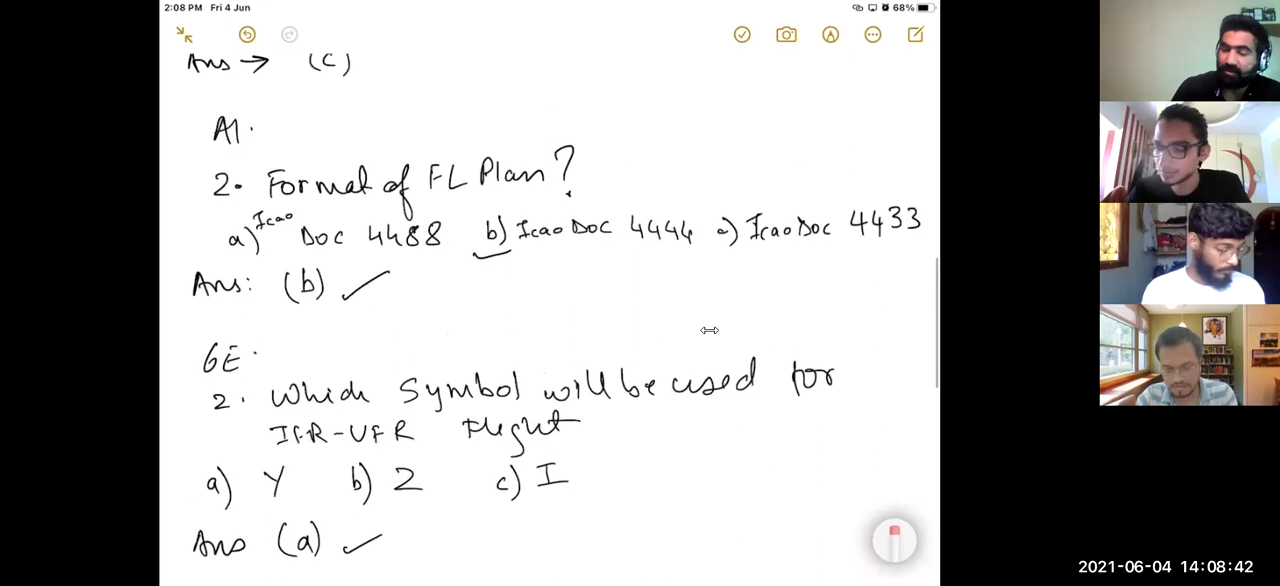 2:08 PM Fri 4 Jun
68%
Ans → (C)
A1.
2. Format of FL Plan?
a) Icao Doc 4488 b) Icao Doc 4444 c) Icao Doc 4433
Ans: (b) ✓
6E.
2. Which Symbol will be used for
IFR-VFR Flight
a) Y b) Z c) I
Ans (a) ✓
2021-06-04 14:08:42